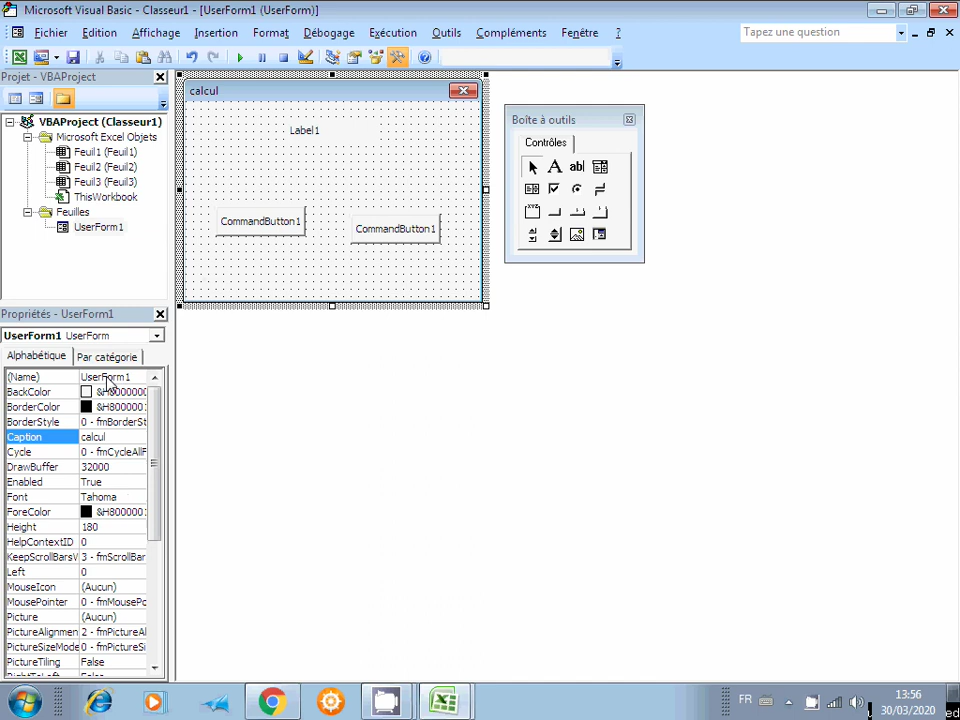 Microsoft Visual Basic - Classeur1 - [UserForm1 (UserForm)]
Fichier Edition Affichage Insertion Format Débogage Exécution Outils Compléments Fenêtre ? Tapez une question
Projet - VBAProject
VBAProject (Classeur1)
Microsoft Excel Objets
Feuil1 (Feuil1)
Feuil2 (Feuil2)
Feuil3 (Feuil3)
ThisWorkbook
Feuilles
UserForm1
calcul
Label1
CommandButton1
CommandButton1
Boîte à outils
Contrôles
A abl
XYZ
Propriétés - UserForm1
UserForm1 UserForm
Alphabétique Par catégorie
(Name) UserForm1
BackColor &H800000
BorderColor &H800001
BorderStyle 0 - fmBorderSt
Caption calcul
Cycle 0 - fmCycleAllF
DrawBuffer 32000
Enabled True
Font Tahoma
ForeColor &H800001
Height 180
HelpContextID 0
KeepScrollBarsV 3 - fmScrollBar
Left 0
MouseIcon (Aucun)
MousePointer 0 - fmMousePo
Picture (Aucun)
PictureAlignmen 2 - fmPictureAl
PictureSizeMode 0 - fmPictureSi
PictureTiling False
FR
13:56
30/03/2020